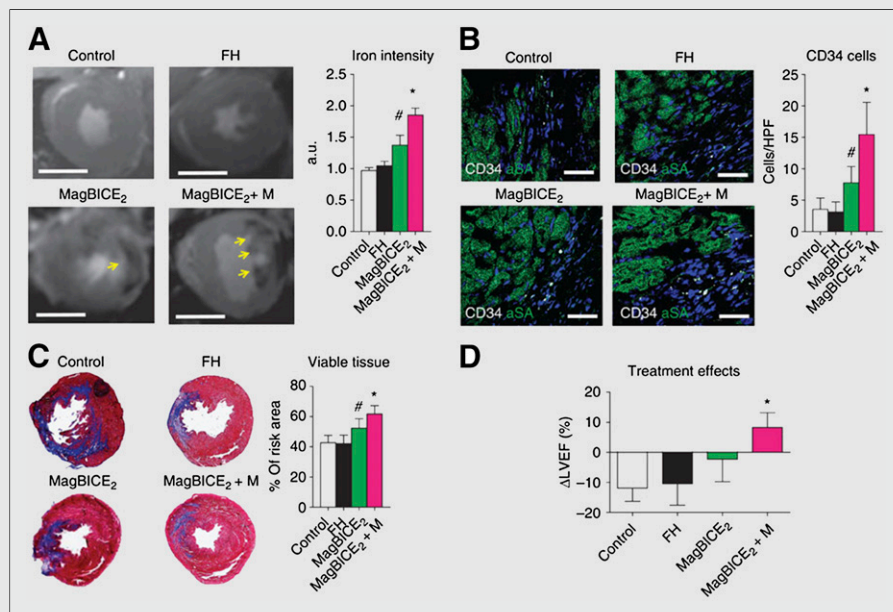 A
Control
FH
MagBICE₂
MagBICE₂+ M
Iron intensity
a.u.
2.5
2.0
1.5
1.0
0.5
0.0
#
*
Control
FH
MagBICE₂
MagBICE₂ + M
B
Control
FH
CD34 aSA
CD34 aSA
MagBICE₂
MagBICE₂+ M
CD34 aSA
CD34 aSA
CD34 cells
Cells/HPF
25
20
15
10
5
0
#
*
Control
FH
MagBICE₂
MagBICE₂ + M
C
Control
FH
MagBICE₂
MagBICE₂ + M
Viable tissue
% Of risk area
80
60
40
20
0
#
*
Control
FH
MagBICE₂
MagBICE₂ + M
D
Treatment effects
ΔLVEF (%)
20
10
0
−10
−20
*
Control
FH
MagBICE₂
MagBICE₂ + M